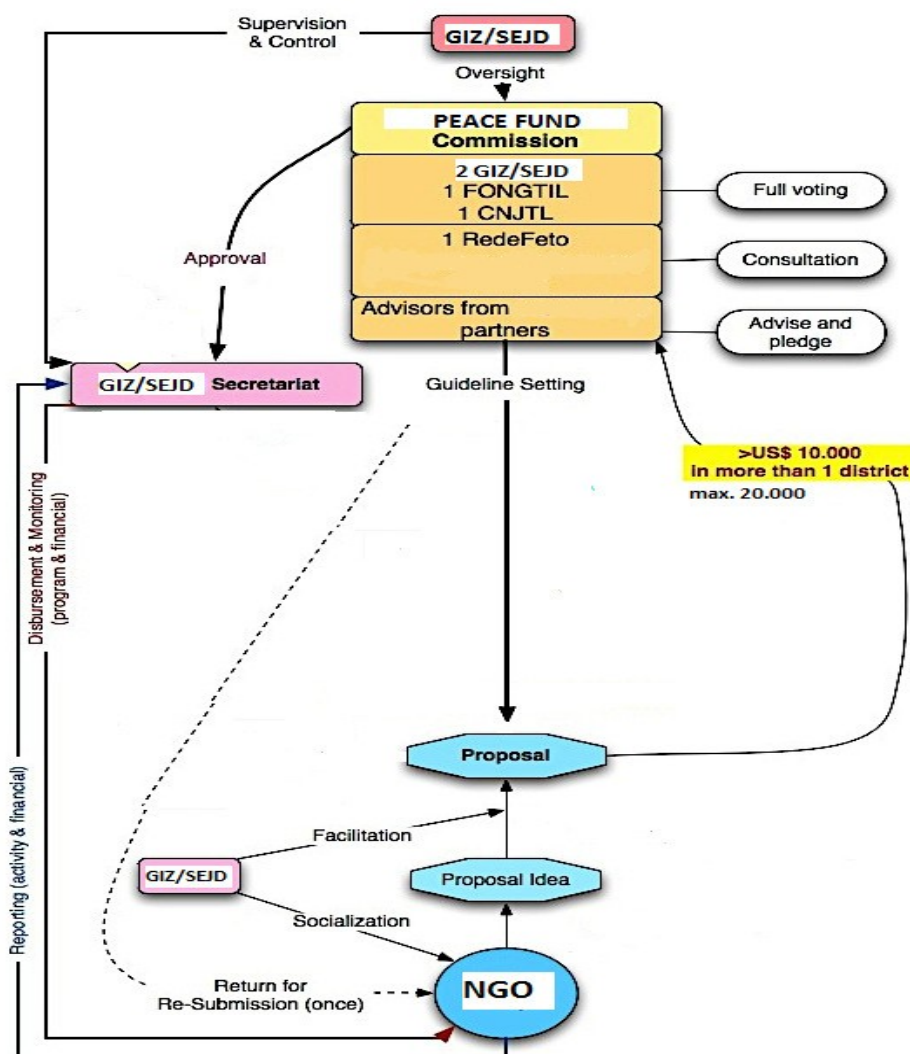 Supervision
& Control
GIZ/SEJD
Oversight
PEACE FUND
Commission
2 GIZ/SEJD
1 FONGTIL
1 CNJTL
Full voting
1 RedeFeto
Consultation
Advisors from
partners
Advise and
pledge
Approval
GIZ/SEJD Secretariat
Guideline Setting
>US$ 10.000
in more than 1 district
max. 20.000
Disbursement & Monitoring
(program & financial)
Reporting (activity & financial)
Proposal
Facilitation
GIZ/SEJD
Proposal Idea
Socialization
NGO
Return for
Re-Submission (once)